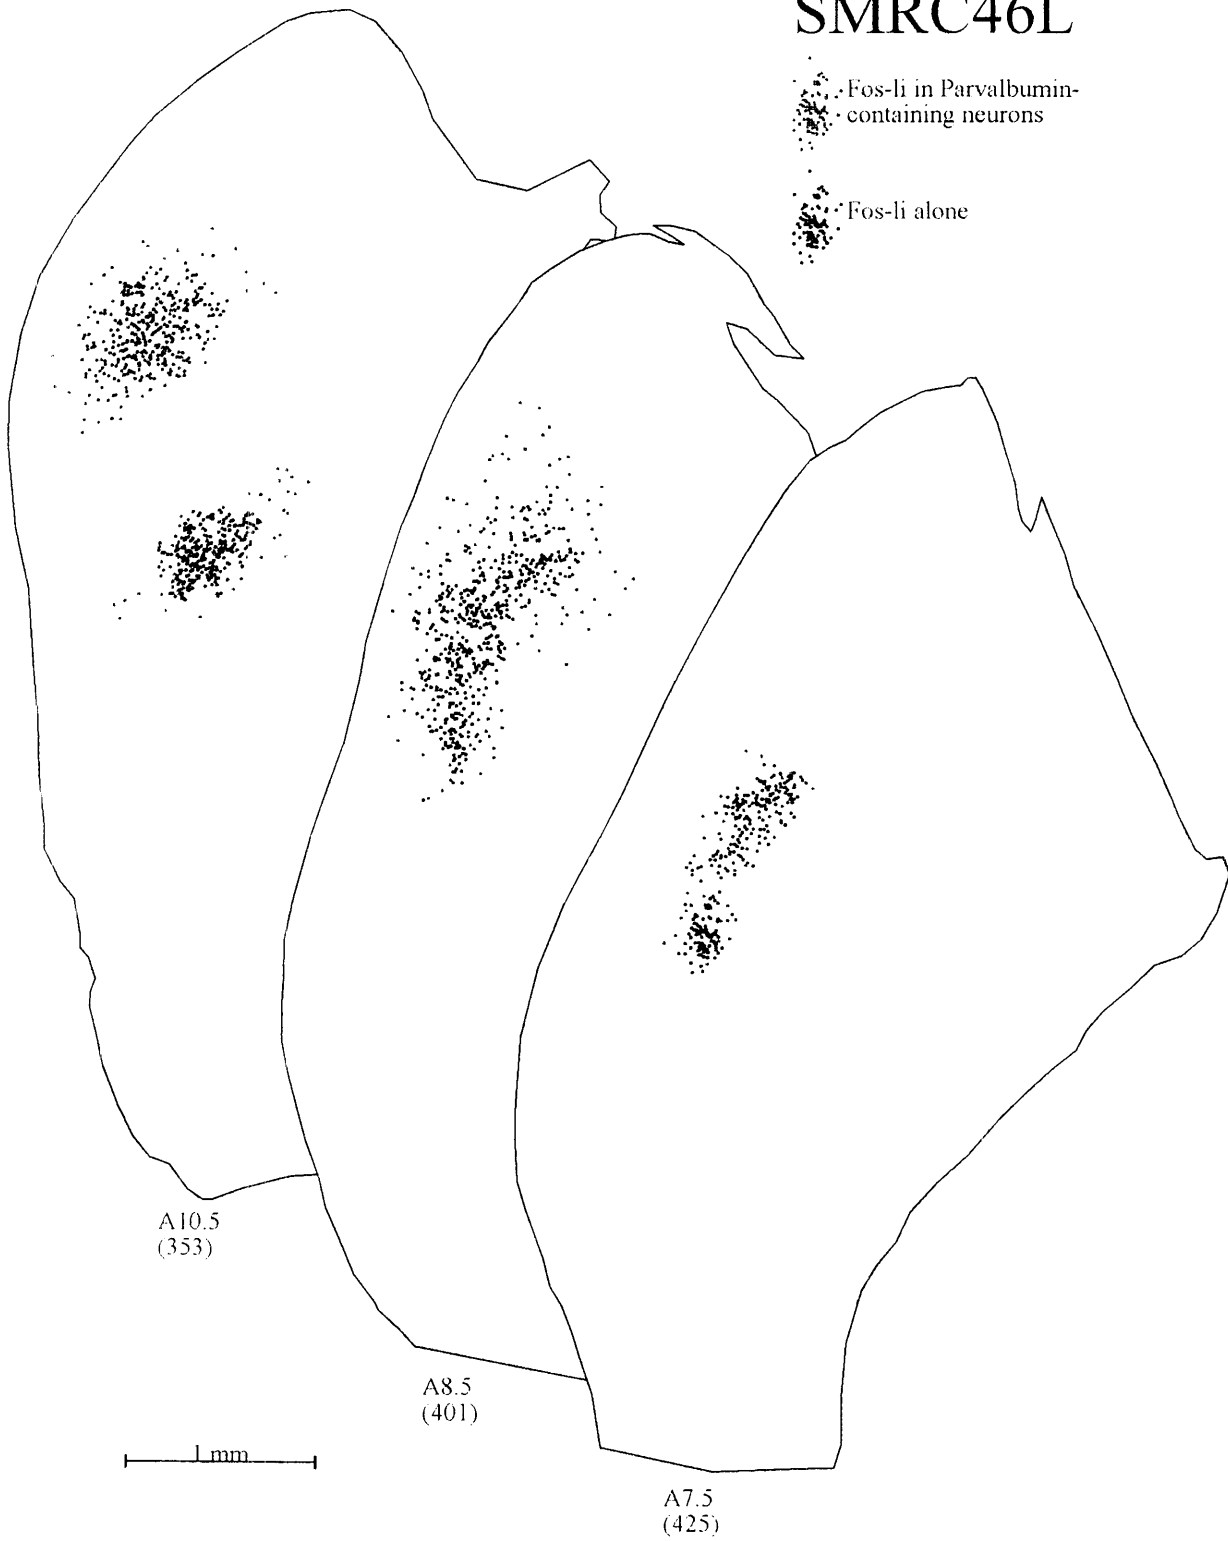 SMRC46L
Fos-li in Parvalbumin-
containing neurons
Fos-li alone
A10.5
(353)
A8.5
(401)
1 mm
A7.5
(425)